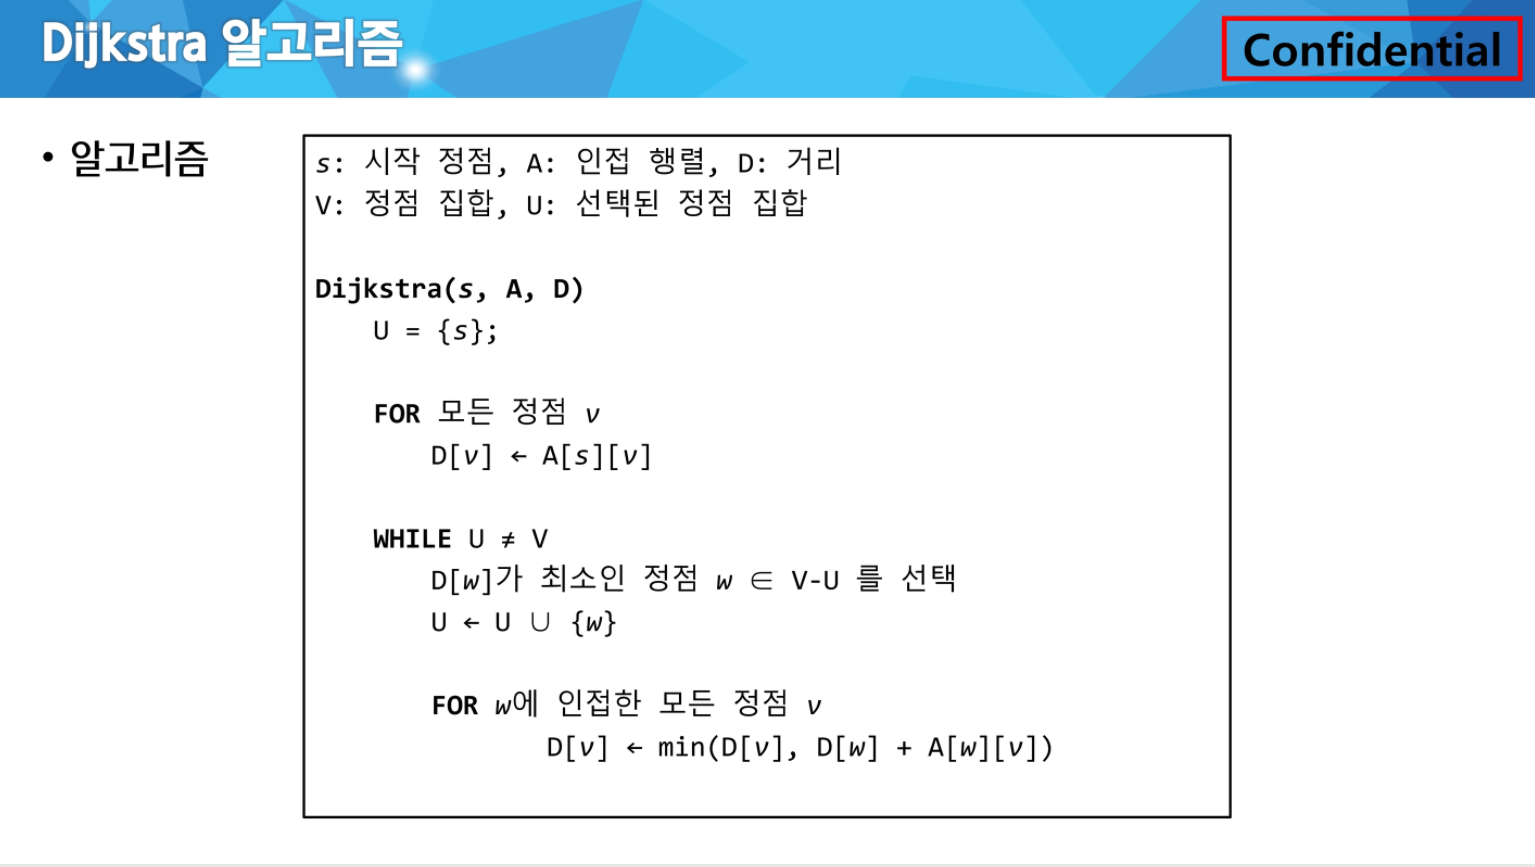 Dijkstra 알고리즘
Confidential
• 알고리즘
s: 시작 정점, A: 인접 행렬, D: 거리
V: 정점 집합, U: 선택된 정점 집합
Dijkstra(s, A, D)
U = {s};
FOR 모든 정점 v
D[v] ← A[s][v]
WHILE U ≠ V
D[w]가 최소인 정점 w ∈ V-U 를 선택
U ← U ∪ {w}
FOR w에 인접한 모든 정점 v
D[v] ← min(D[v], D[w] + A[w][v])